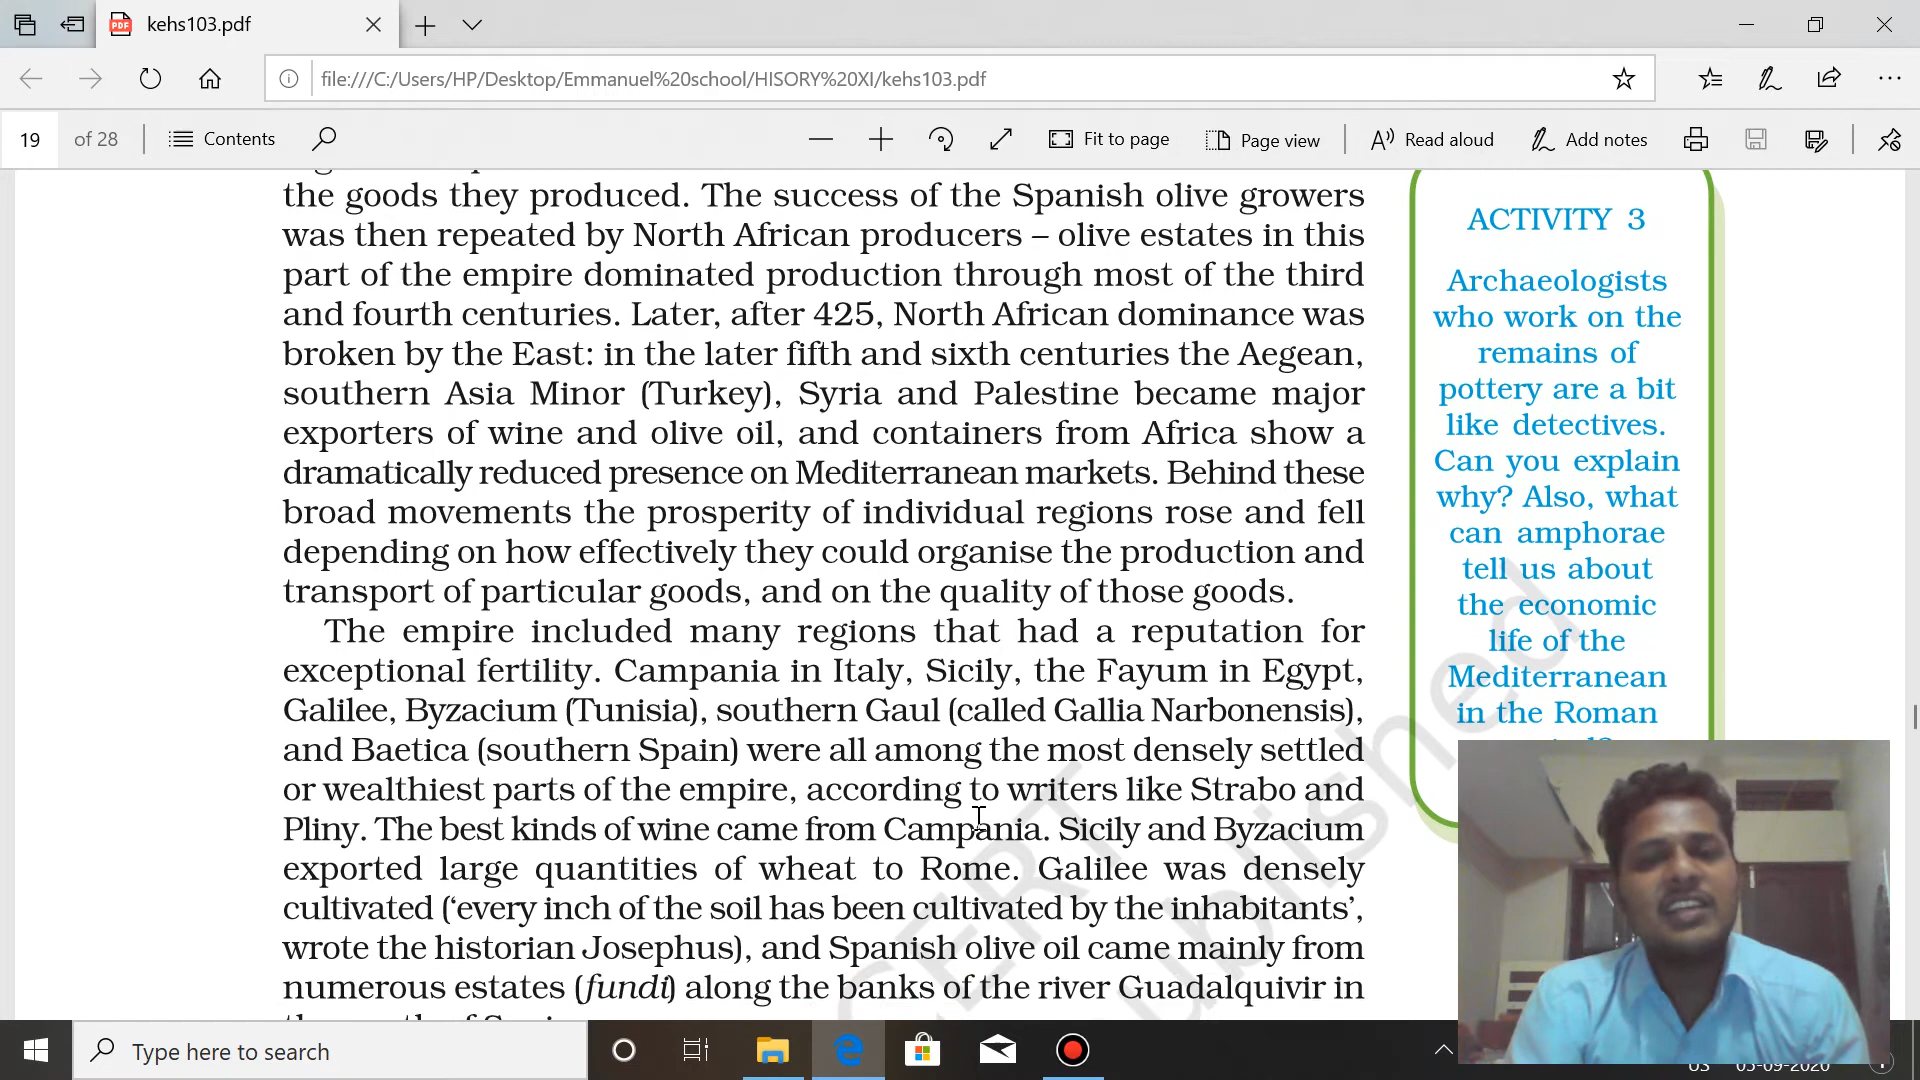 kehs103.pdf
file:///C:/Users/HP/Desktop/Emmanuel%20school/HISORY%20XI/kehs103.pdf
19 of 28 Contents Fit to page Page view Read aloud Add notes
the goods they produced. The success of the Spanish olive growers
was then repeated by North African producers – olive estates in this
part of the empire dominated production through most of the third
and fourth centuries. Later, after 425, North African dominance was
broken by the East: in the later fifth and sixth centuries the Aegean,
southern Asia Minor (Turkey), Syria and Palestine became major
exporters of wine and olive oil, and containers from Africa show a
dramatically reduced presence on Mediterranean markets. Behind these
broad movements the prosperity of individual regions rose and fell
depending on how effectively they could organise the production and
transport of particular goods, and on the quality of those goods.
The empire included many regions that had a reputation for
exceptional fertility. Campania in Italy, Sicily, the Fayum in Egypt,
Galilee, Byzacium (Tunisia), southern Gaul (called Gallia Narbonensis),
and Baetica (southern Spain) were all among the most densely settled
or wealthiest parts of the empire, according to writers like Strabo and
Pliny. The best kinds of wine came from Campania. Sicily and Byzacium
exported large quantities of wheat to Rome. Galilee was densely
cultivated (‘every inch of the soil has been cultivated by the inhabitants’,
wrote the historian Josephus), and Spanish olive oil came mainly from
numerous estates (fundi) along the banks of the river Guadalquivir in
ACTIVITY 3
Archaeologists
who work on the
remains of
pottery are a bit
like detectives.
Can you explain
why? Also, what
can amphorae
tell us about
the economic
life of the
Mediterranean
in the Roman
Type here to search
US 05-09-2020